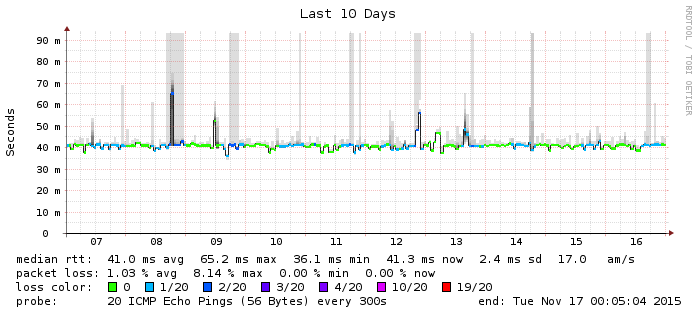 Last 10 Days
RRDTOOL / TOBI OETIKER
Seconds
90 m
80 m
70 m
60 m
50 m
40 m
30 m
20 m
10 m
0
07 08 09 10 11 12 13 14 15 16
median rtt: 41.0 ms avg 65.2 ms max 36.1 ms min 41.3 ms now 2.4 ms sd 17.0 am/s
packet loss: 1.03 % avg 8.14 % max 0.00 % min 0.00 % now
loss color: 0 1/20 2/20 3/20 4/20 10/20 19/20
probe: 20 ICMP Echo Pings (56 Bytes) every 300s end: Tue Nov 17 00:05:04 2015